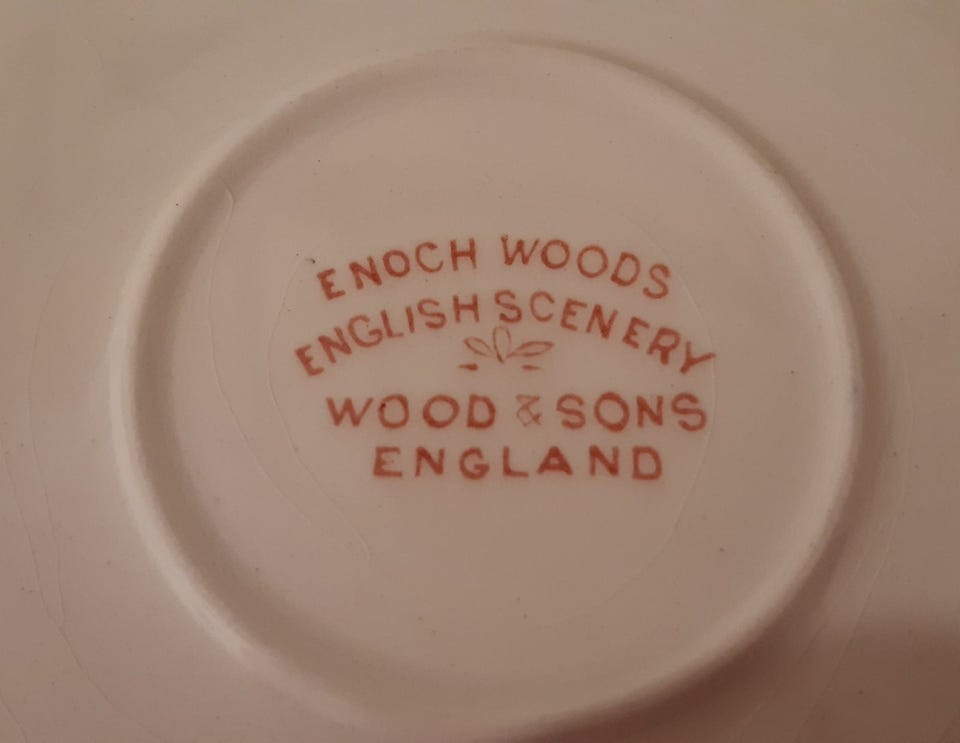 ENOCH WOODS
ENGLISH SCENERY
WOOD & SONS
ENGLAND